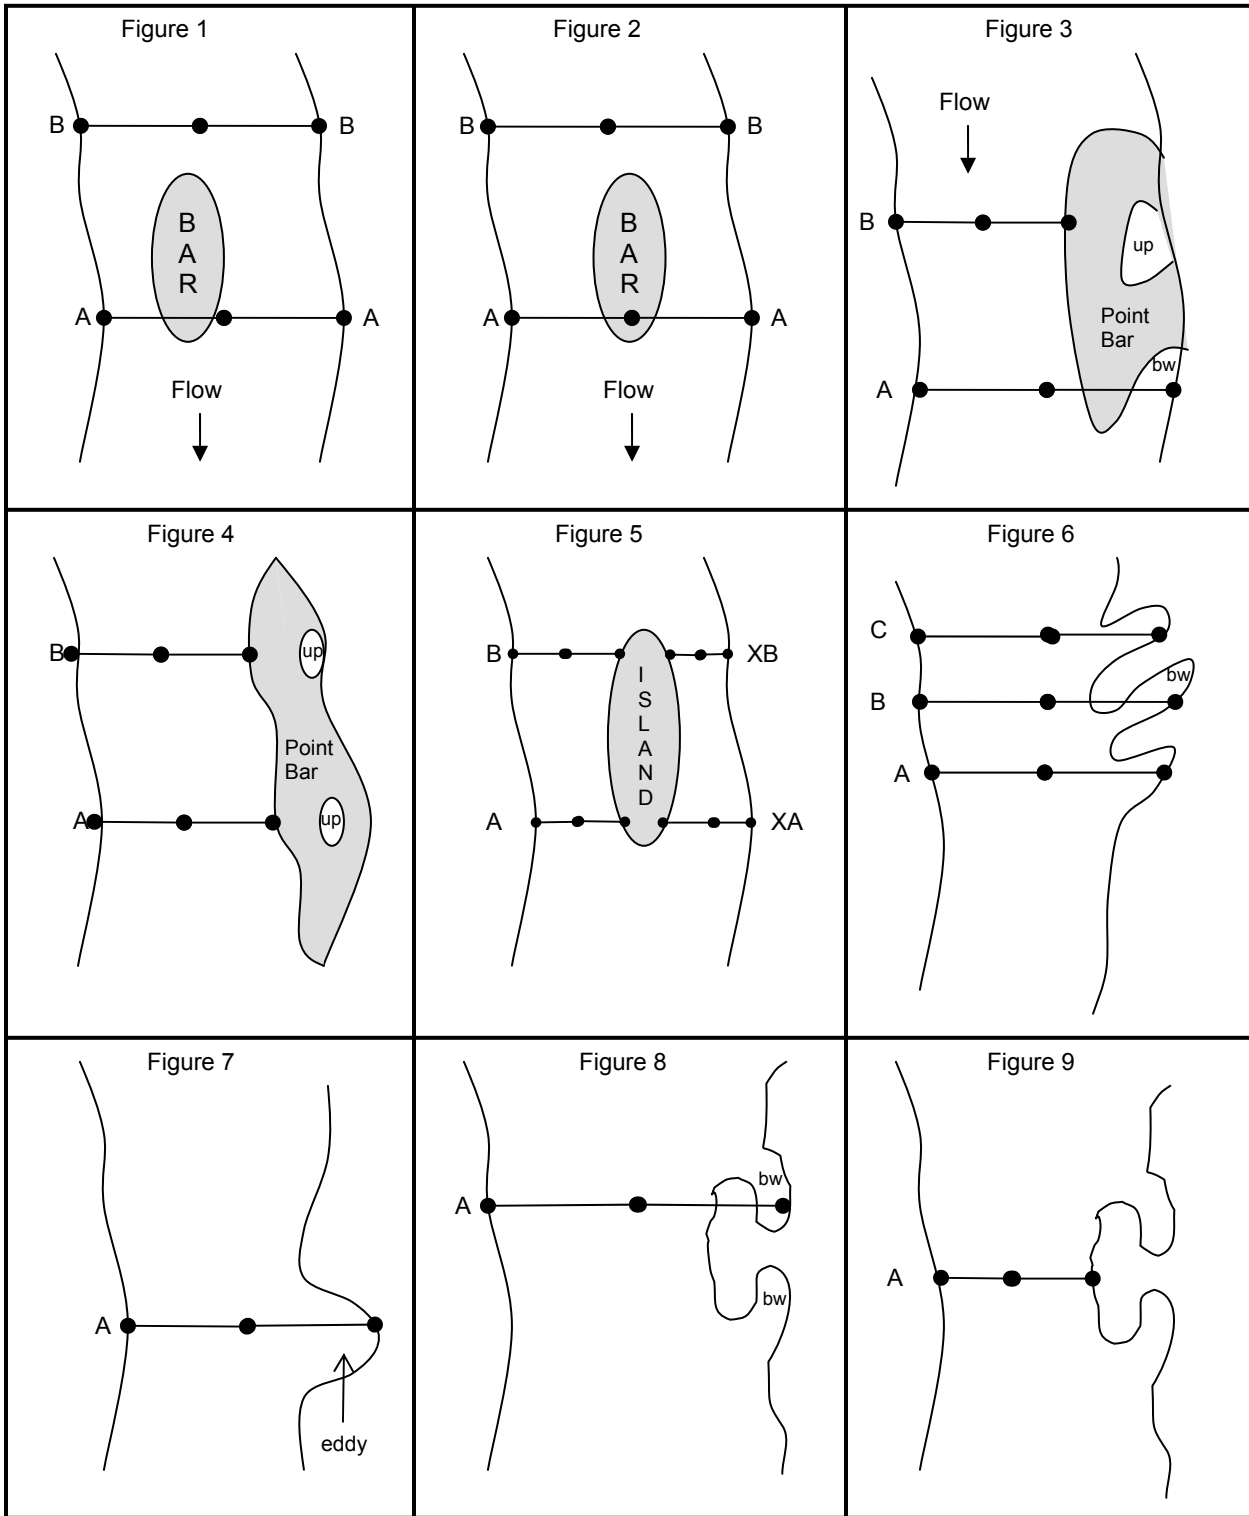 Figure 1
B
B
B
A
R
A
A
Flow
Figure 2
B
B
B
A
R
A
A
Flow
Figure 3
Flow
B
up
Point
Bar
bw
A
Figure 4
B
up
Point
Bar
A
up
Figure 5
B
XB
I
S
L
A
N
D
A
XA
Figure 6
C
bw
B
A
Figure 7
A
eddy
Figure 8
bw
A
bw
Figure 9
A